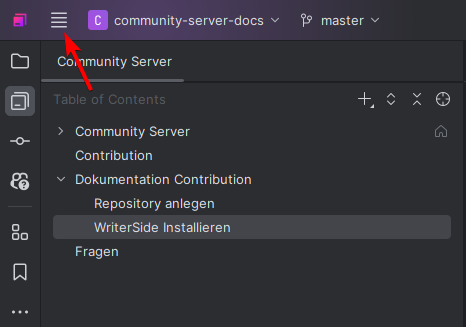 C community-server-docs master
Community Server
Table of Contents
Community Server
Contribution
Dokumentation Contribution
Repository anlegen
WriterSide Installieren
Fragen